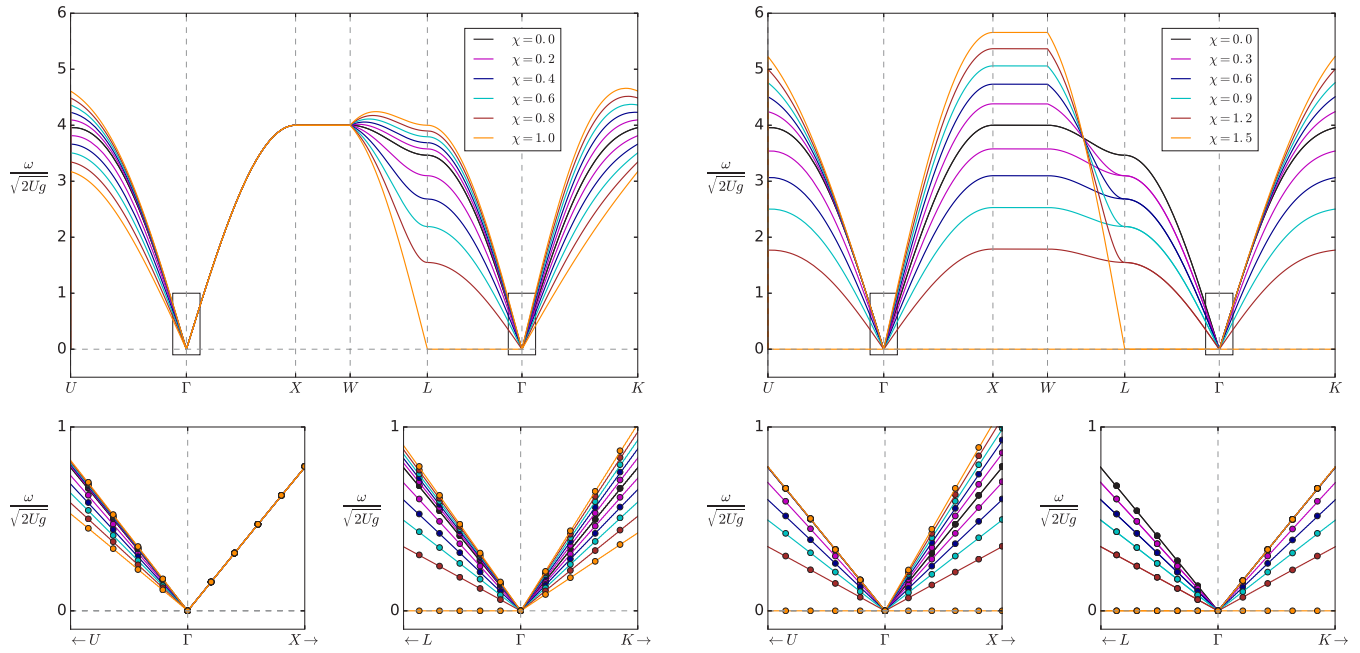 6
5
4
3
2
1
0
ω
√2Ug
χ=0.0
χ=0.2
χ=0.4
χ=0.6
χ=0.8
χ=1.0
U Γ X W L Γ K
6
5
4
3
2
1
0
ω
√2Ug
χ=0.0
χ=0.3
χ=0.6
χ=0.9
χ=1.2
χ=1.5
U Γ X W L Γ K
1
0
ω
√2Ug
←U Γ X→
1
0
ω
√2Ug
←L Γ K→
1
0
ω
√2Ug
←U Γ X→
1
0
ω
√2Ug
←L Γ K→